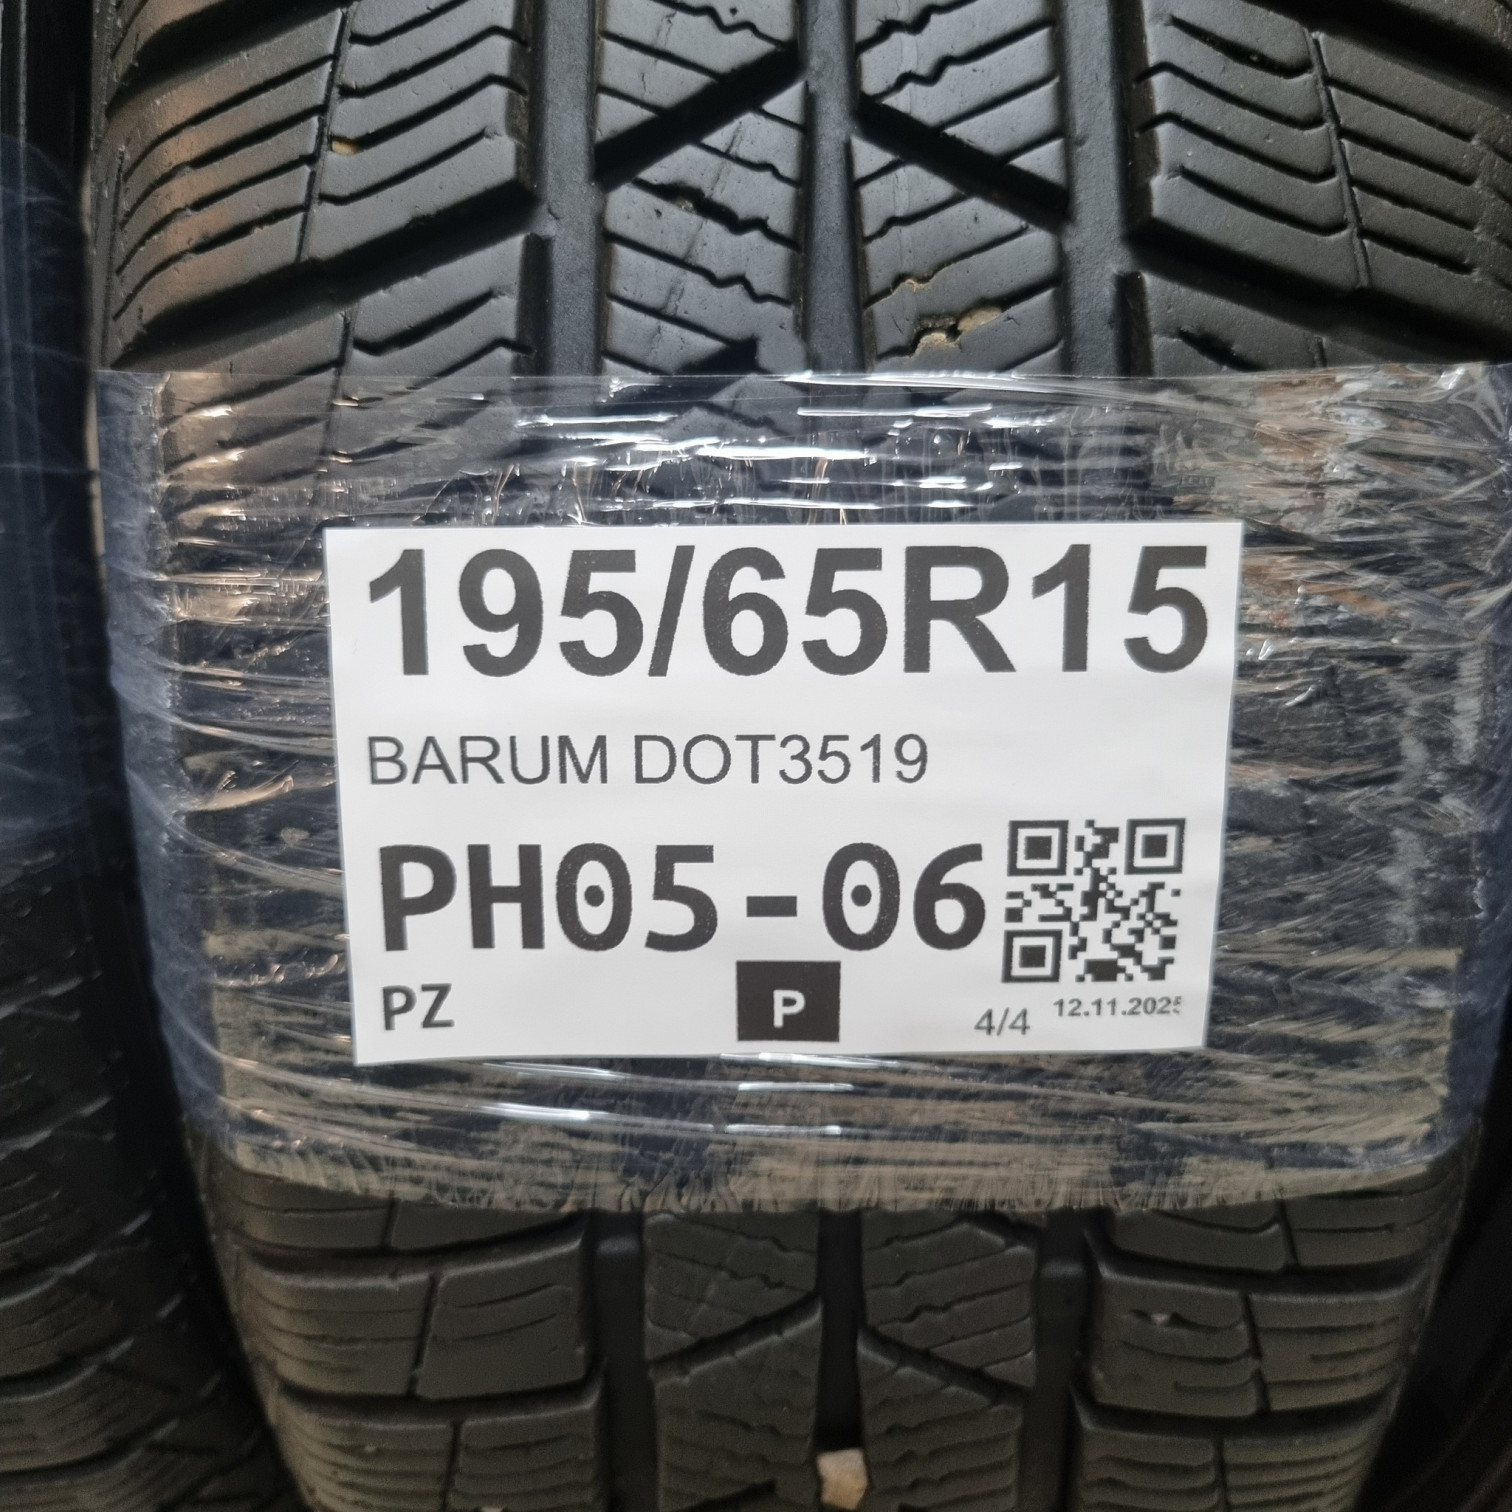 195/65R15
BARUM DOT3519
PH05-06
PZ P 4/4 12.11.2025